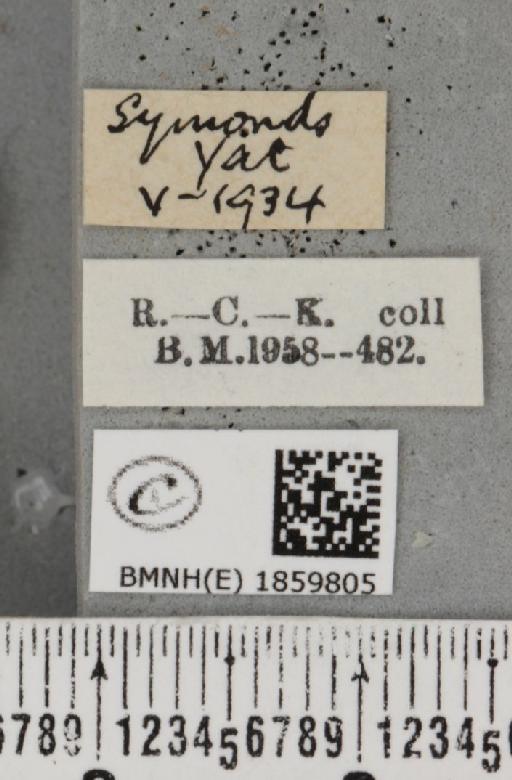 Symonds
Yat
V-1934
R.—C.—K. coll
B.M.1958--482.
C
BMNH(E) 1859805
6789 123456789 12345